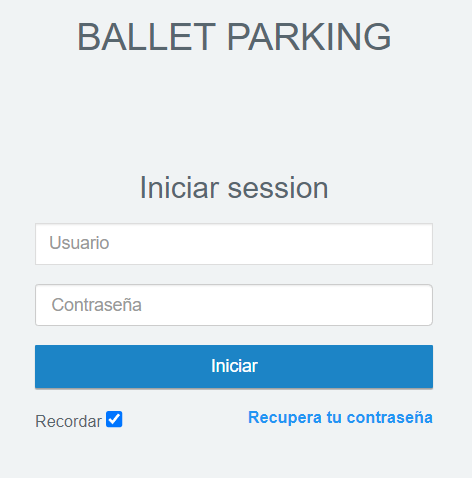 BALLET PARKING
Iniciar session
Usuario
Contraseña
Iniciar
Recordar
Recupera tu contraseña